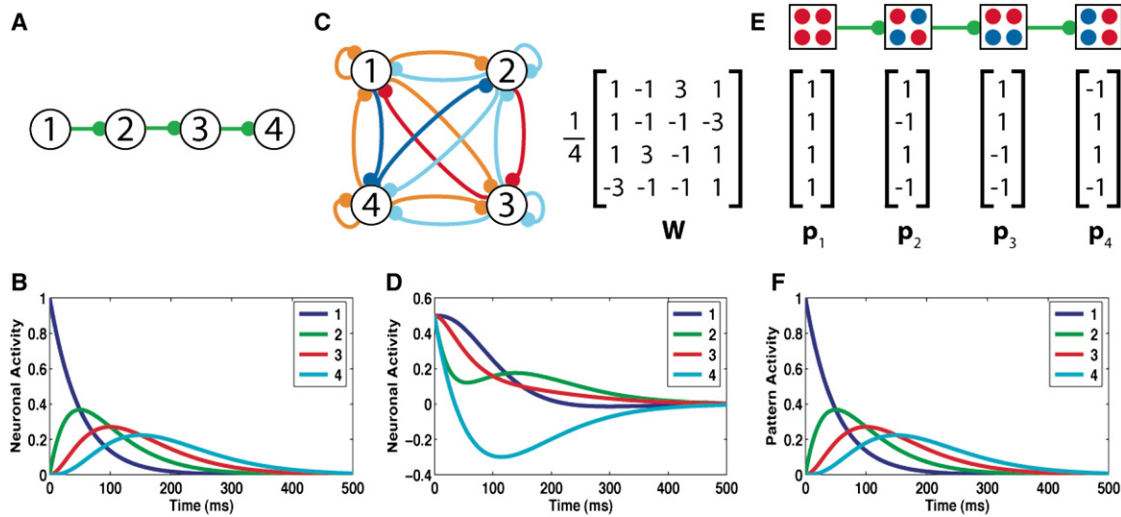 A
1 2 3 4
C
1 2
4 3
1
4
1 -1 3 1
1 -1 -1 -3
1 3 -1 1
-3 -1 -1 1
W
E
1 1 1 -1
1 -1 1 1
1 1 -1 1
1 -1 -1 -1
p1 p2 p3 p4
B
Neuronal Activity
1
0.8
0.6
0.4
0.2
0
0 100 200 300 400 500
Time (ms)
1
2
3
4
D
Neuronal Activity
0.6
0.4
0.2
0
−0.2
−0.4
0 100 200 300 400 500
Time (ms)
1
2
3
4
F
Pattern Activity
1
0.8
0.6
0.4
0.2
0
0 100 200 300 400 500
Time (ms)
1
2
3
4